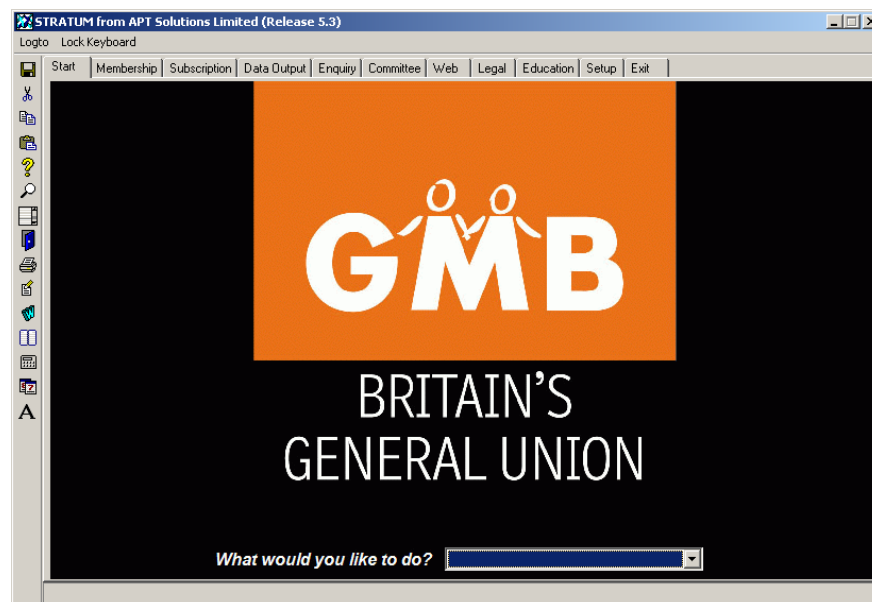 STRATUM from APT Solutions Limited (Release 5.3)
Logto Lock Keyboard
Start Membership Subscription Data Output Enquiry Committee Web Legal Education Setup Exit
GMB
BRITAIN'S
GENERAL UNION
What would you like to do?
A